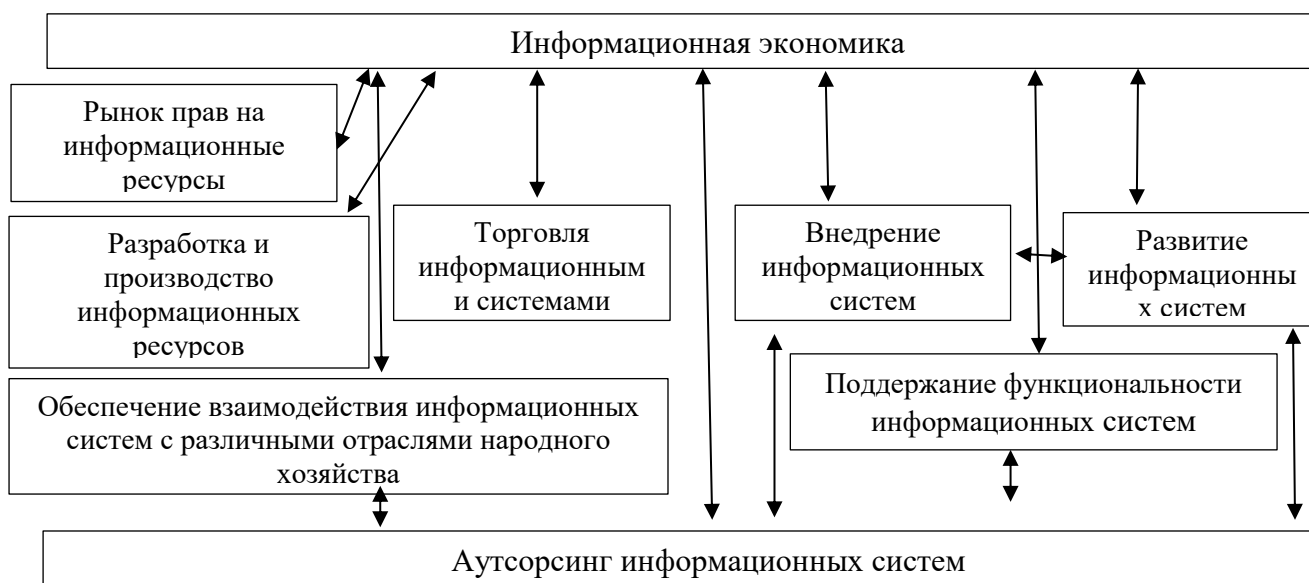 Информационная экономика
Рынок прав на
информационные
ресурсы
Разработка и
производство
информационных
ресурсов
Торговля
информационным
и системами
Внедрение
информационных
систем
Развитие
информационны
х систем
Обеспечение взаимодействия информационных
систем с различными отраслями народного
хозяйства
Поддержание функциональности
информационных систем
Аутсорсинг информационных систем